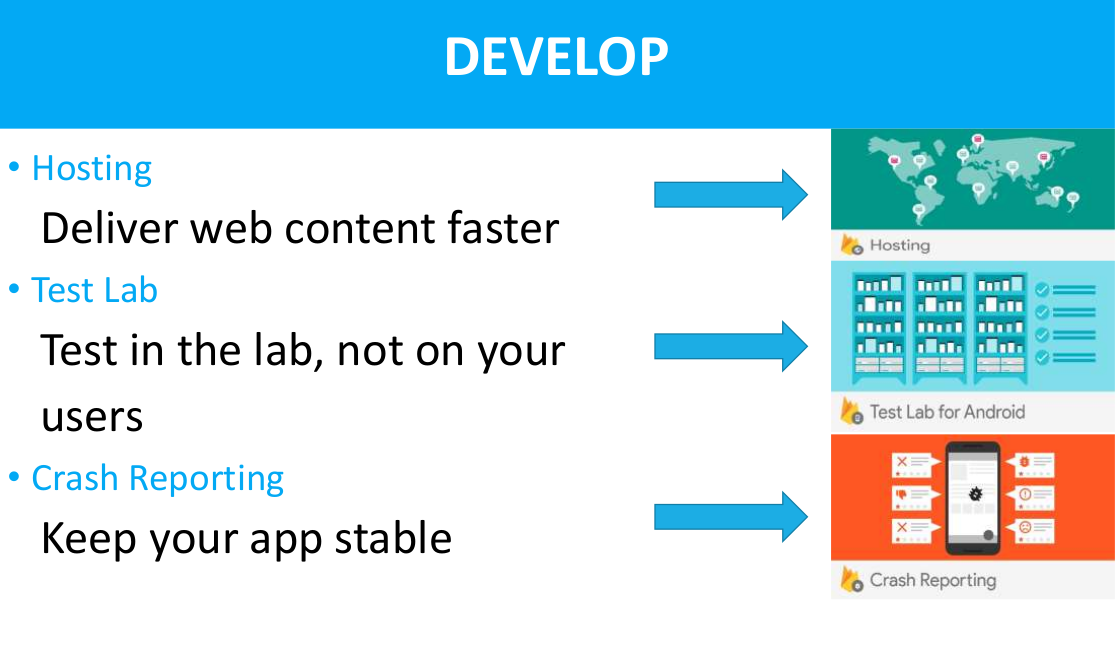 DEVELOP
• Hosting
Deliver web content faster
• Test Lab
Test in the lab, not on your
users
• Crash Reporting
Keep your app stable
Hosting
Test Lab for Android
Crash Reporting